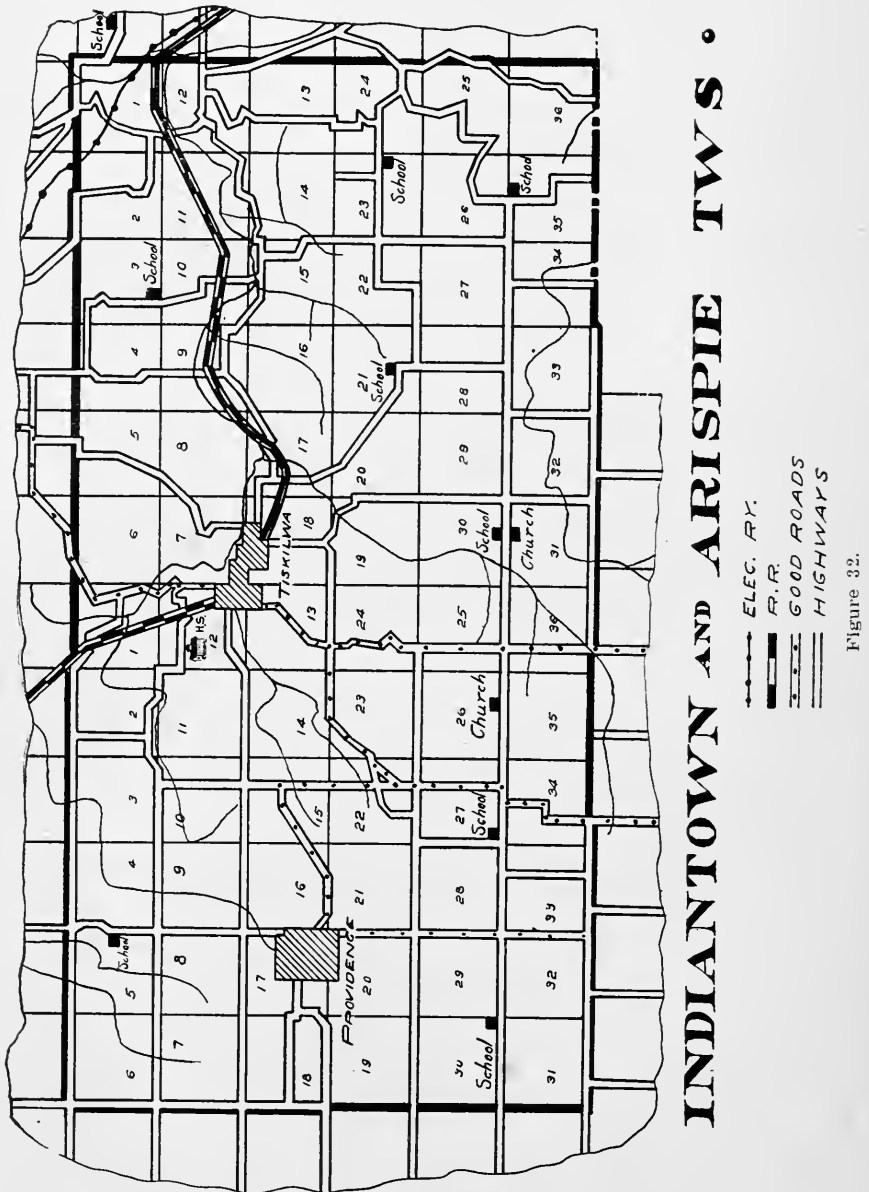 School
6 5 4 3 2 1 6 5 4 3 2 1
School
School
7 8 9 10 11 12 7 8 9 10 11 12
H.S.
TISKILWA
18 17 16 15 14 13 18 17 16 15 14 13
PROVIDENCE
19 20 21 22 23 24 19 20 21 22 23 24
School
School
30 29 28 27 26 25 30 29 28 27 26 25
School
School
Church
School
School
Church
31 32 33 34 35 36 31 32 33 34 35 36
INDIANTOWN AND ARISPIE TWS.
ELEC. RY.
R.R.
GOOD ROADS
HIGHWAYS
Figure 32.